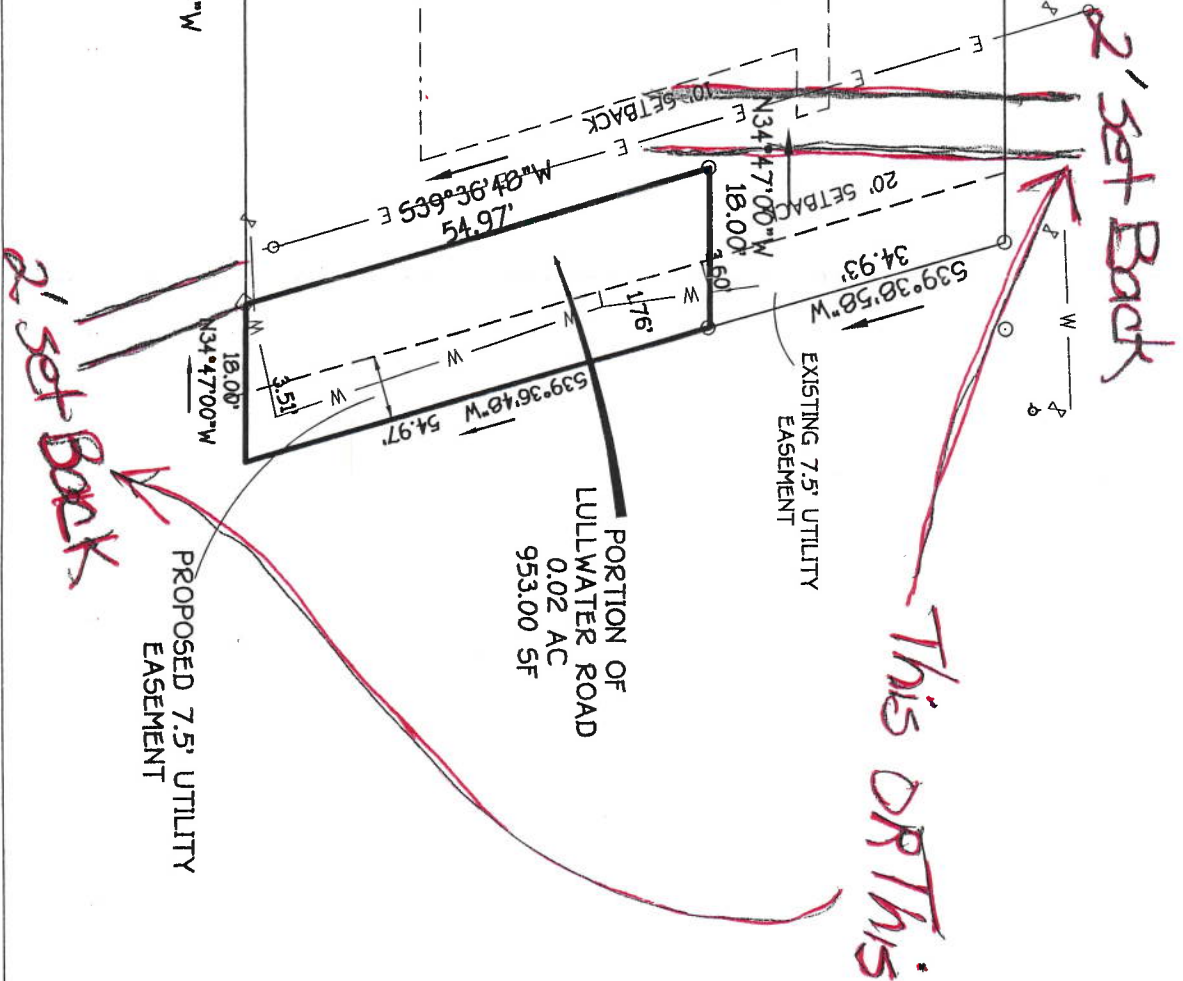 2' Set Back
"W
10' SETBACK
N34°47'00"W
18.00'
20' SETBACK
S39°36'48"W
54.97'
34.93'
S39°38'58"W
3.60'
1.76'
EXISTING 7.5' UTILITY
EASEMENT
18.00'
N34°47'00"W
3.51'
S39°36'48"W
54.97'
PORTION OF
LULLWATER ROAD
0.02 AC
953.00 SF
PROPOSED 7.5' UTILITY
EASEMENT
2' Set Back
This OR This.
E
E
E
E
E
W
W
W
W
W
W